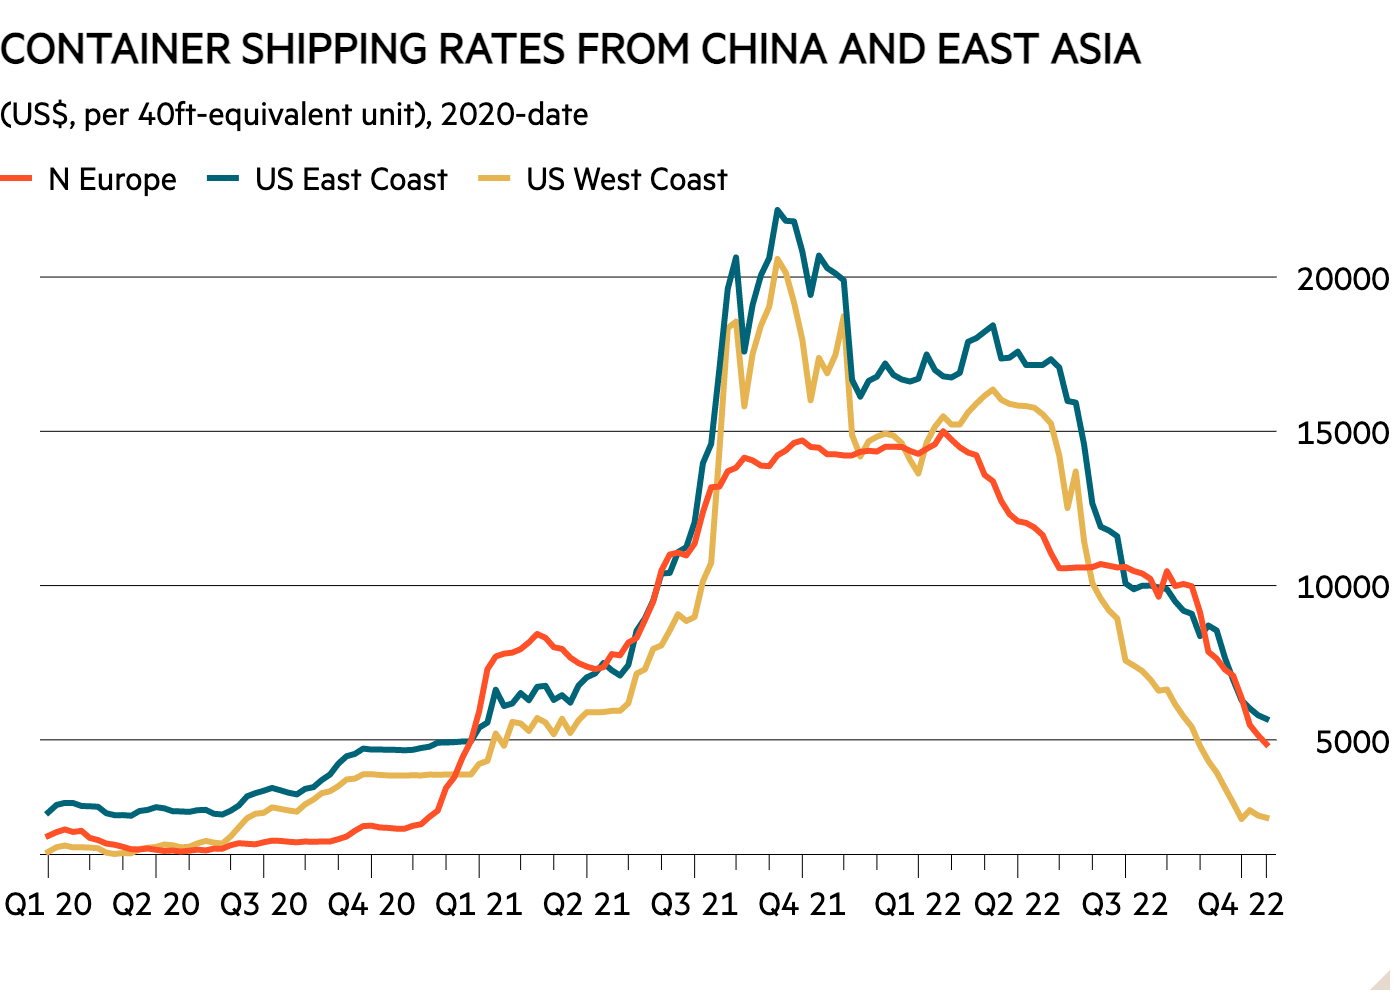 CONTAINER SHIPPING RATES FROM CHINA AND EAST ASIA
(US$, per 40ft-equivalent unit), 2020-date
N Europe US East Coast US West Coast
20000
15000
10000
5000
Q1 20 Q2 20 Q3 20 Q4 20 Q1 21 Q2 21 Q3 21 Q4 21 Q1 22 Q2 22 Q3 22 Q4 22